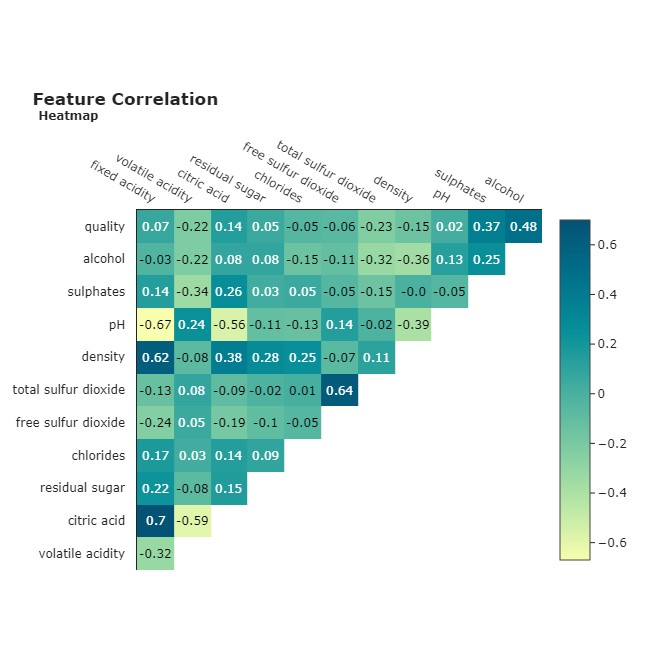 Feature Correlation
Heatmap
fixed acidity
volatile acidity
citric acid
residual sugar
chlorides
free sulfur dioxide
total sulfur dioxide
density
pH
sulphates
alcohol
quality 0.07 -0.22 0.14 0.05 -0.05 -0.06 -0.23 -0.15 0.02 0.37 0.48
alcohol -0.03 -0.22 0.08 0.08 -0.15 -0.11 -0.32 -0.36 0.13 0.25
sulphates 0.14 -0.34 0.26 0.03 0.05 -0.05 -0.15 -0.0 -0.05
pH -0.67 0.24 -0.56 -0.11 -0.13 0.14 -0.02 -0.39
density 0.62 -0.08 0.38 0.28 0.25 -0.07 0.11
total sulfur dioxide -0.13 0.08 -0.09 -0.02 0.01 0.64
free sulfur dioxide -0.24 0.05 -0.19 -0.1 -0.05
chlorides 0.17 0.03 0.14 0.09
residual sugar 0.22 -0.08 0.15
citric acid 0.7 -0.59
volatile acidity -0.32
0.6
0.4
0.2
0
−0.2
−0.4
−0.6